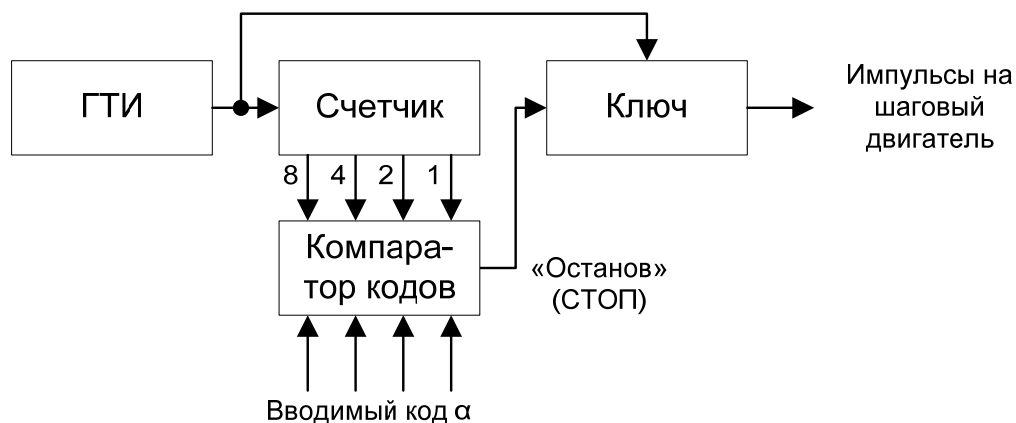 ГТИ
Счетчик
Ключ
Импульсы на
шаговый
двигатель
8 4 2 1
Компара-
тор кодов
«Останов»
(СТОП)
Вводимый код α